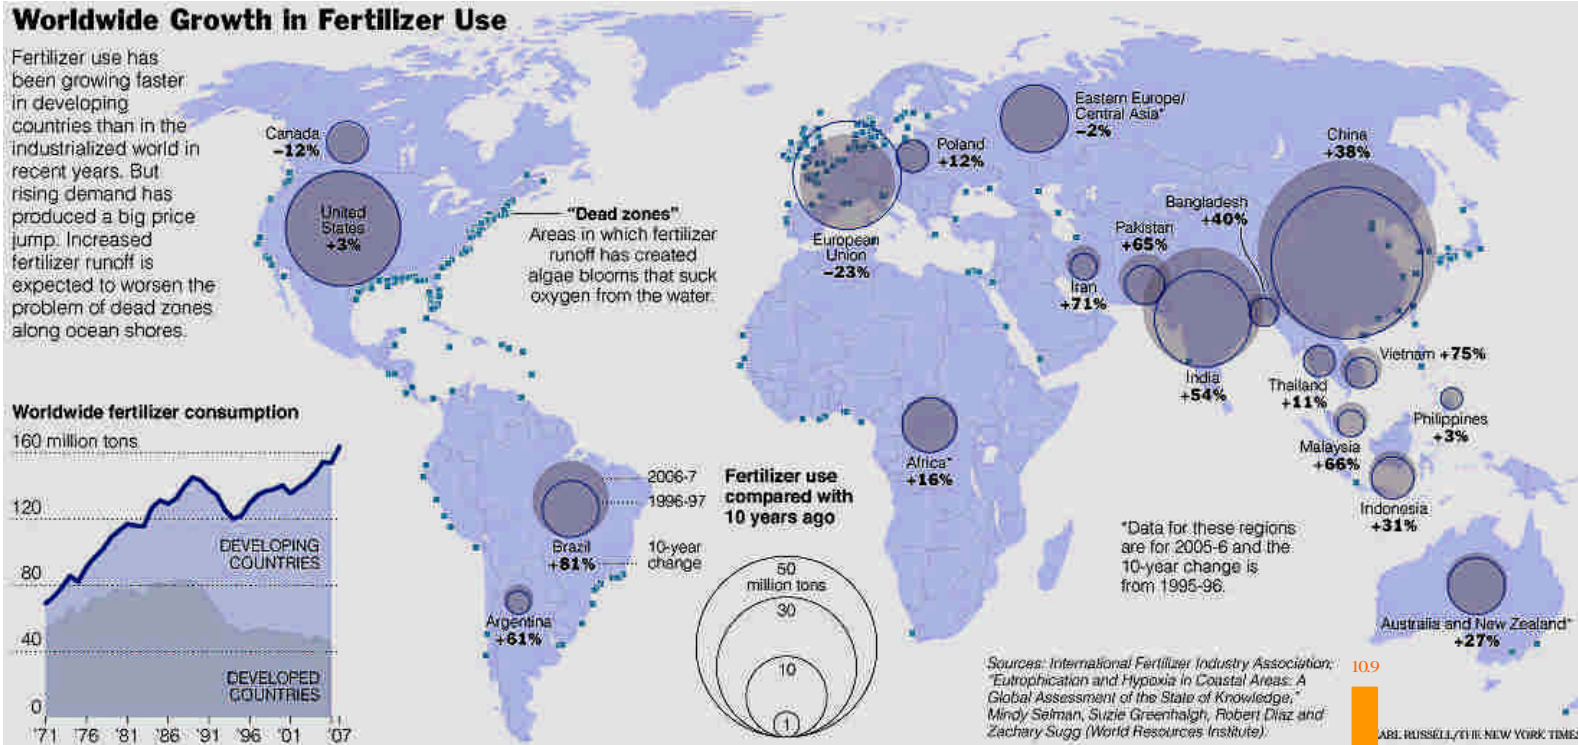 Worldwide Growth in Fertilizer Use
Fertilizer use has
been growing faster
in developing
countries than in the
industrialized world in
recent years. But
rising demand has
produced a big price
jump. Increased
fertilizer runoff is
expected to worsen the
problem of dead zones
along ocean shores.
Canada
–12%
United
States
+3%
"Dead zones"
Areas in which fertilizer
runoff has created
algae blooms that suck
oxygen from the water.
European
Union
–23%
Poland
+12%
Eastern Europe/
Central Asia*
–2%
China
+38%
Bangladesh
+40%
Pakistan
+65%
Iran
+71%
India
+54%
Thailand
+11%
Vietnam +75%
Philippines
+3%
Malaysia
+66%
Indonesia
+31%
Africa*
+16%
Brazil
+81%
Argentina
+61%
Australia and New Zealand*
+27%
2006-7
1996-97
10-year
change
Fertilizer use
compared with
10 years ago
50
million tons
30
10
1
*Data for these regions
are for 2005-6 and the
10-year change is
from 1995-96.
Worldwide fertilizer consumption
160 million tons
120
80
40
0
DEVELOPING
COUNTRIES
DEVELOPED
COUNTRIES
'71 '76 '81 '86 '91 '96 '01 '07
Sources: International Fertilizer Industry Association;
"Eutrophication and Hypoxia in Coastal Areas: A
Global Assessment of the State of Knowledge,"
Mindy Selman, Suzie Greenhalgh, Robert Diaz and
Zachary Sugg (World Resources Institute)
10.9
ARL RUSSELL/THE NEW YORK TIMES